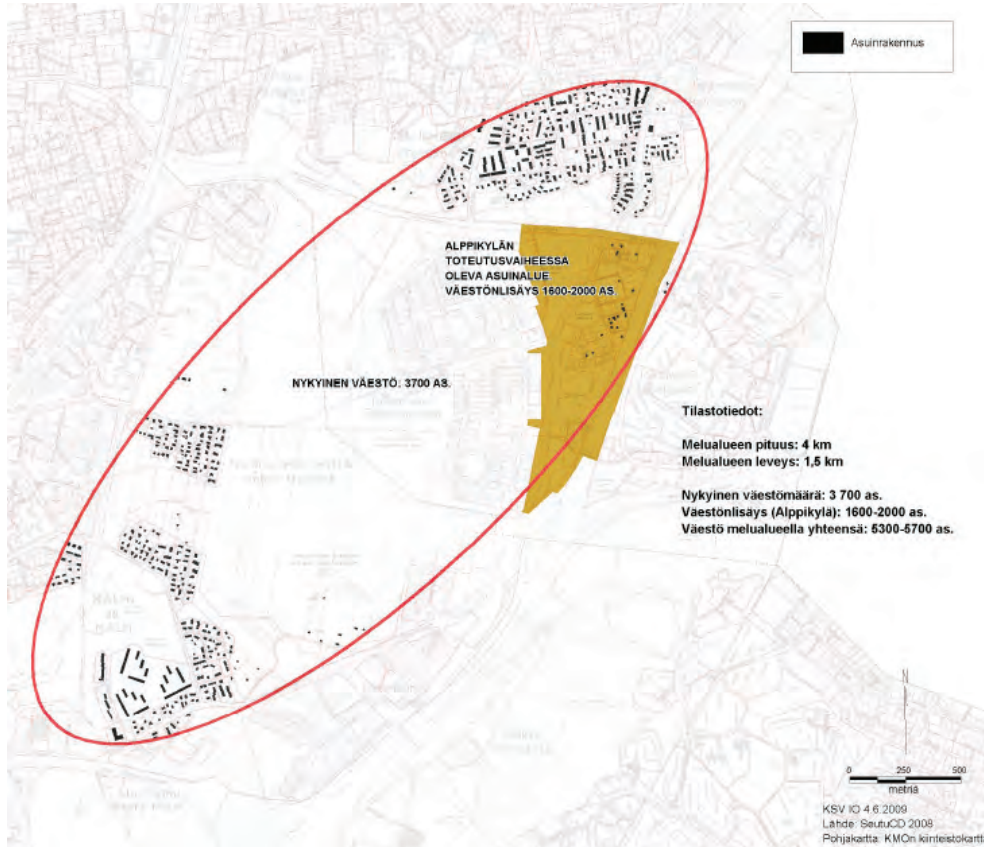 Asuinrakennus
ALPPIKYLÄN
TOTEUTUSVAIHEESSA
OLEVA ASUINALUE
VÄESTÖNLISÄYS 1600-2000 AS.
NYKYINEN VÄESTÖ: 3700 AS.
Tilastotiedot:
Melualueen pituus: 4 km
Melualueen leveys: 1,5 km
Nykyinen väestömäärä: 3 700 as.
Väestönlisäys (Alppikylä): 1600-2000 as.
Väestö melualueella yhteensä: 5300-5700 as.
N
0 250 500
metriä
KSV IO 4.6.2009
Lähde: SeutuCD 2008
Pohjakartta: KMOn kiinteistökartt